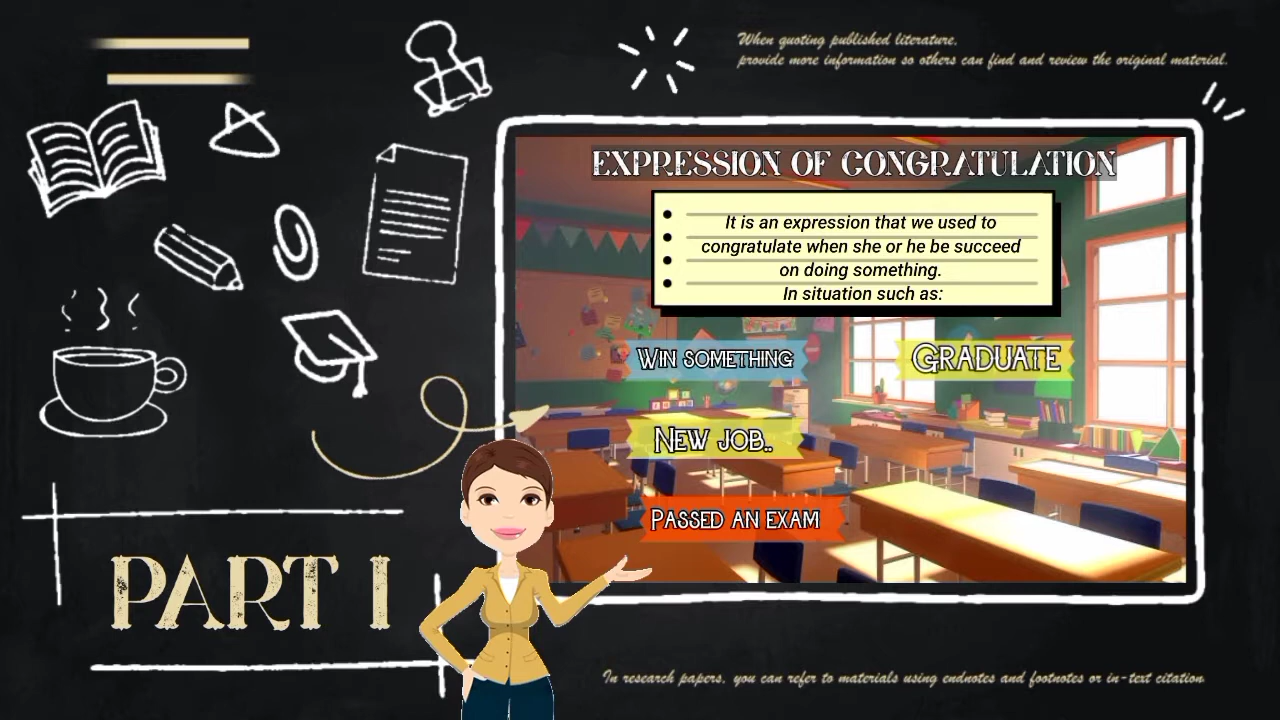 When quoting published literature,
provide more information so others can find and review the original material.
EXPRESSION OF CONGRATULATION
It is an expression that we used to
congratulate when she or he be succeed
on doing something.
In situation such as:
WIN SOMETHING
GRADUATE
NEW JOB..
PASSED AN EXAM
PART I
In research papers, you can refer to materials using endnotes and footnotes or in-text citation